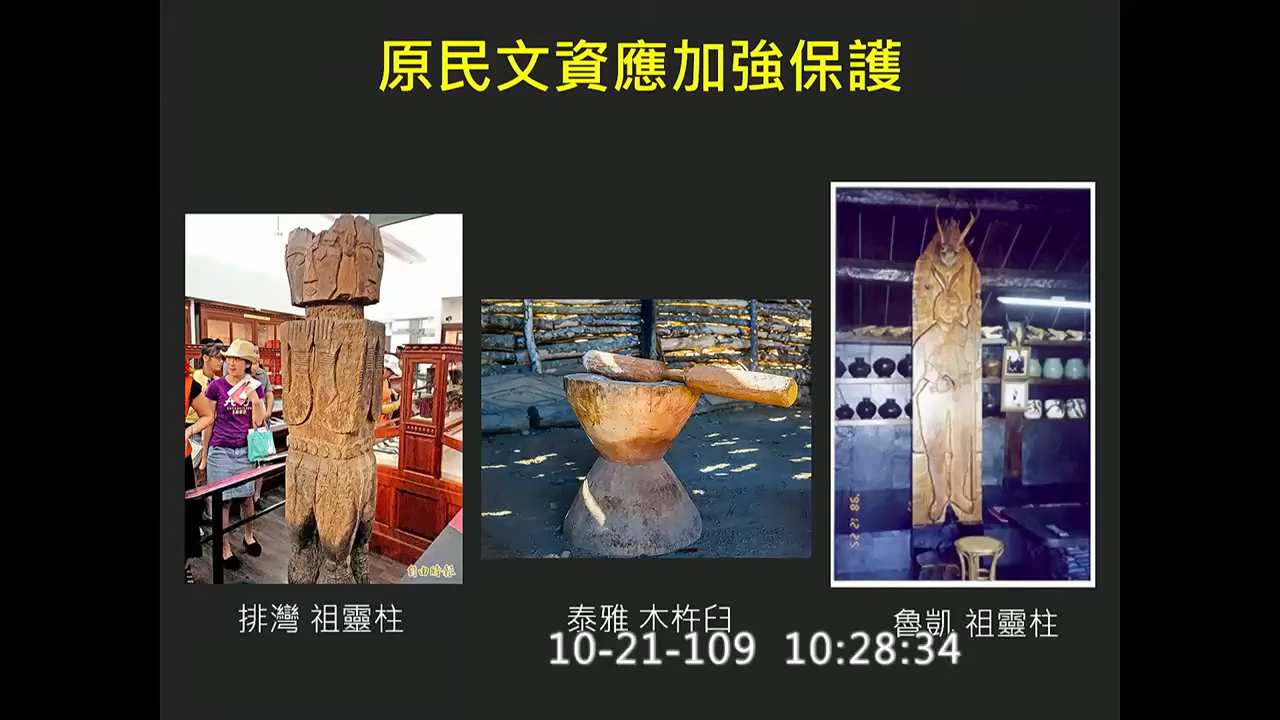 原民文資應加強保護
自由時報
排灣 祖靈柱
泰雅 木杵臼
魯凱 祖靈柱
10-21-109 10:28:34